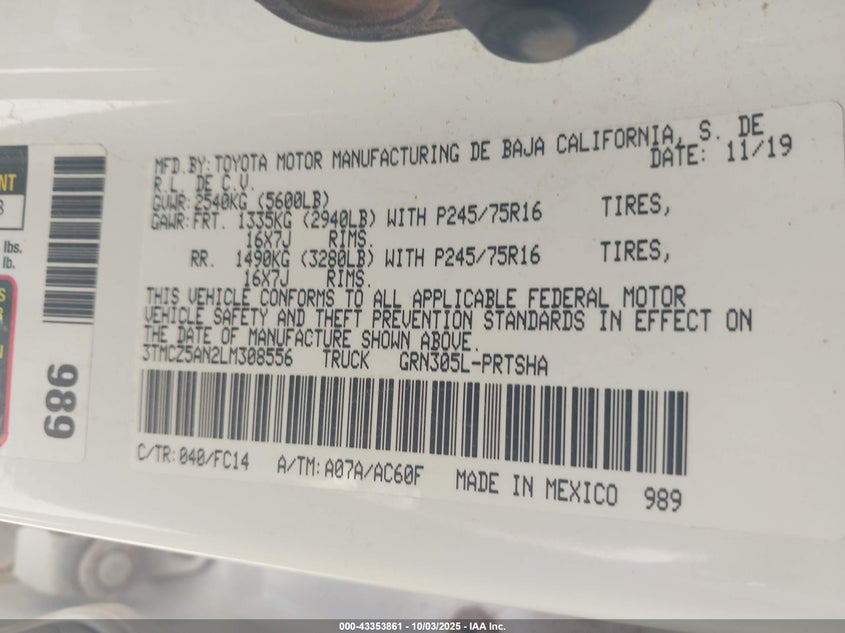 MFD.BY:TOYOTA MOTOR MANUFACTURING DE BAJA CALIFORNIA, S. DE
R.L. DE C.V. DATE: 11/19
GVWR:2540KG (5600LB)
GAWR:FRT. 1335KG (2940LB) WITH P245/75R16 TIRES,
16X7J RIMS.
RR. 1490KG (3280LB) WITH P245/75R16 TIRES,
16X7J RIMS.
THIS VEHICLE CONFORMS TO ALL APPLICABLE FEDERAL MOTOR
VEHICLE SAFETY AND THEFT PREVENTION STANDARDS IN EFFECT ON
THE DATE OF MANUFACTURE SHOWN ABOVE.
3TMCZ5AN2LM308556 TRUCK GRN305L-PRTSHA
C/TR:040/FC14 A/TM:A07A/AC60F MADE IN MEXICO 989
NT
lbs.
lb.
989
000-43353861 - 10/03/2025 - IAA Inc.